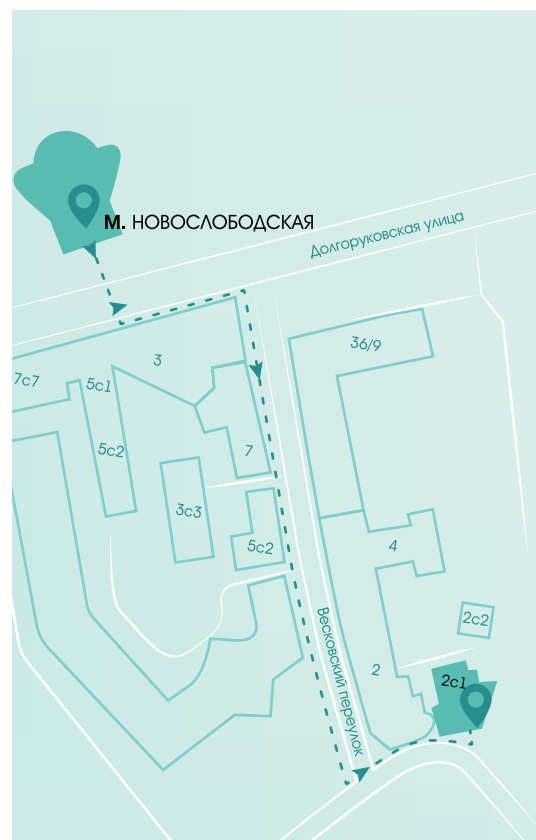 М. НОВОСЛОБОДСКАЯ
Долгоруковская улица
36/9
3
7с7
5с1
5с2
7
3с3
5с2
4
2с2
Весковский переулок
2
2с1